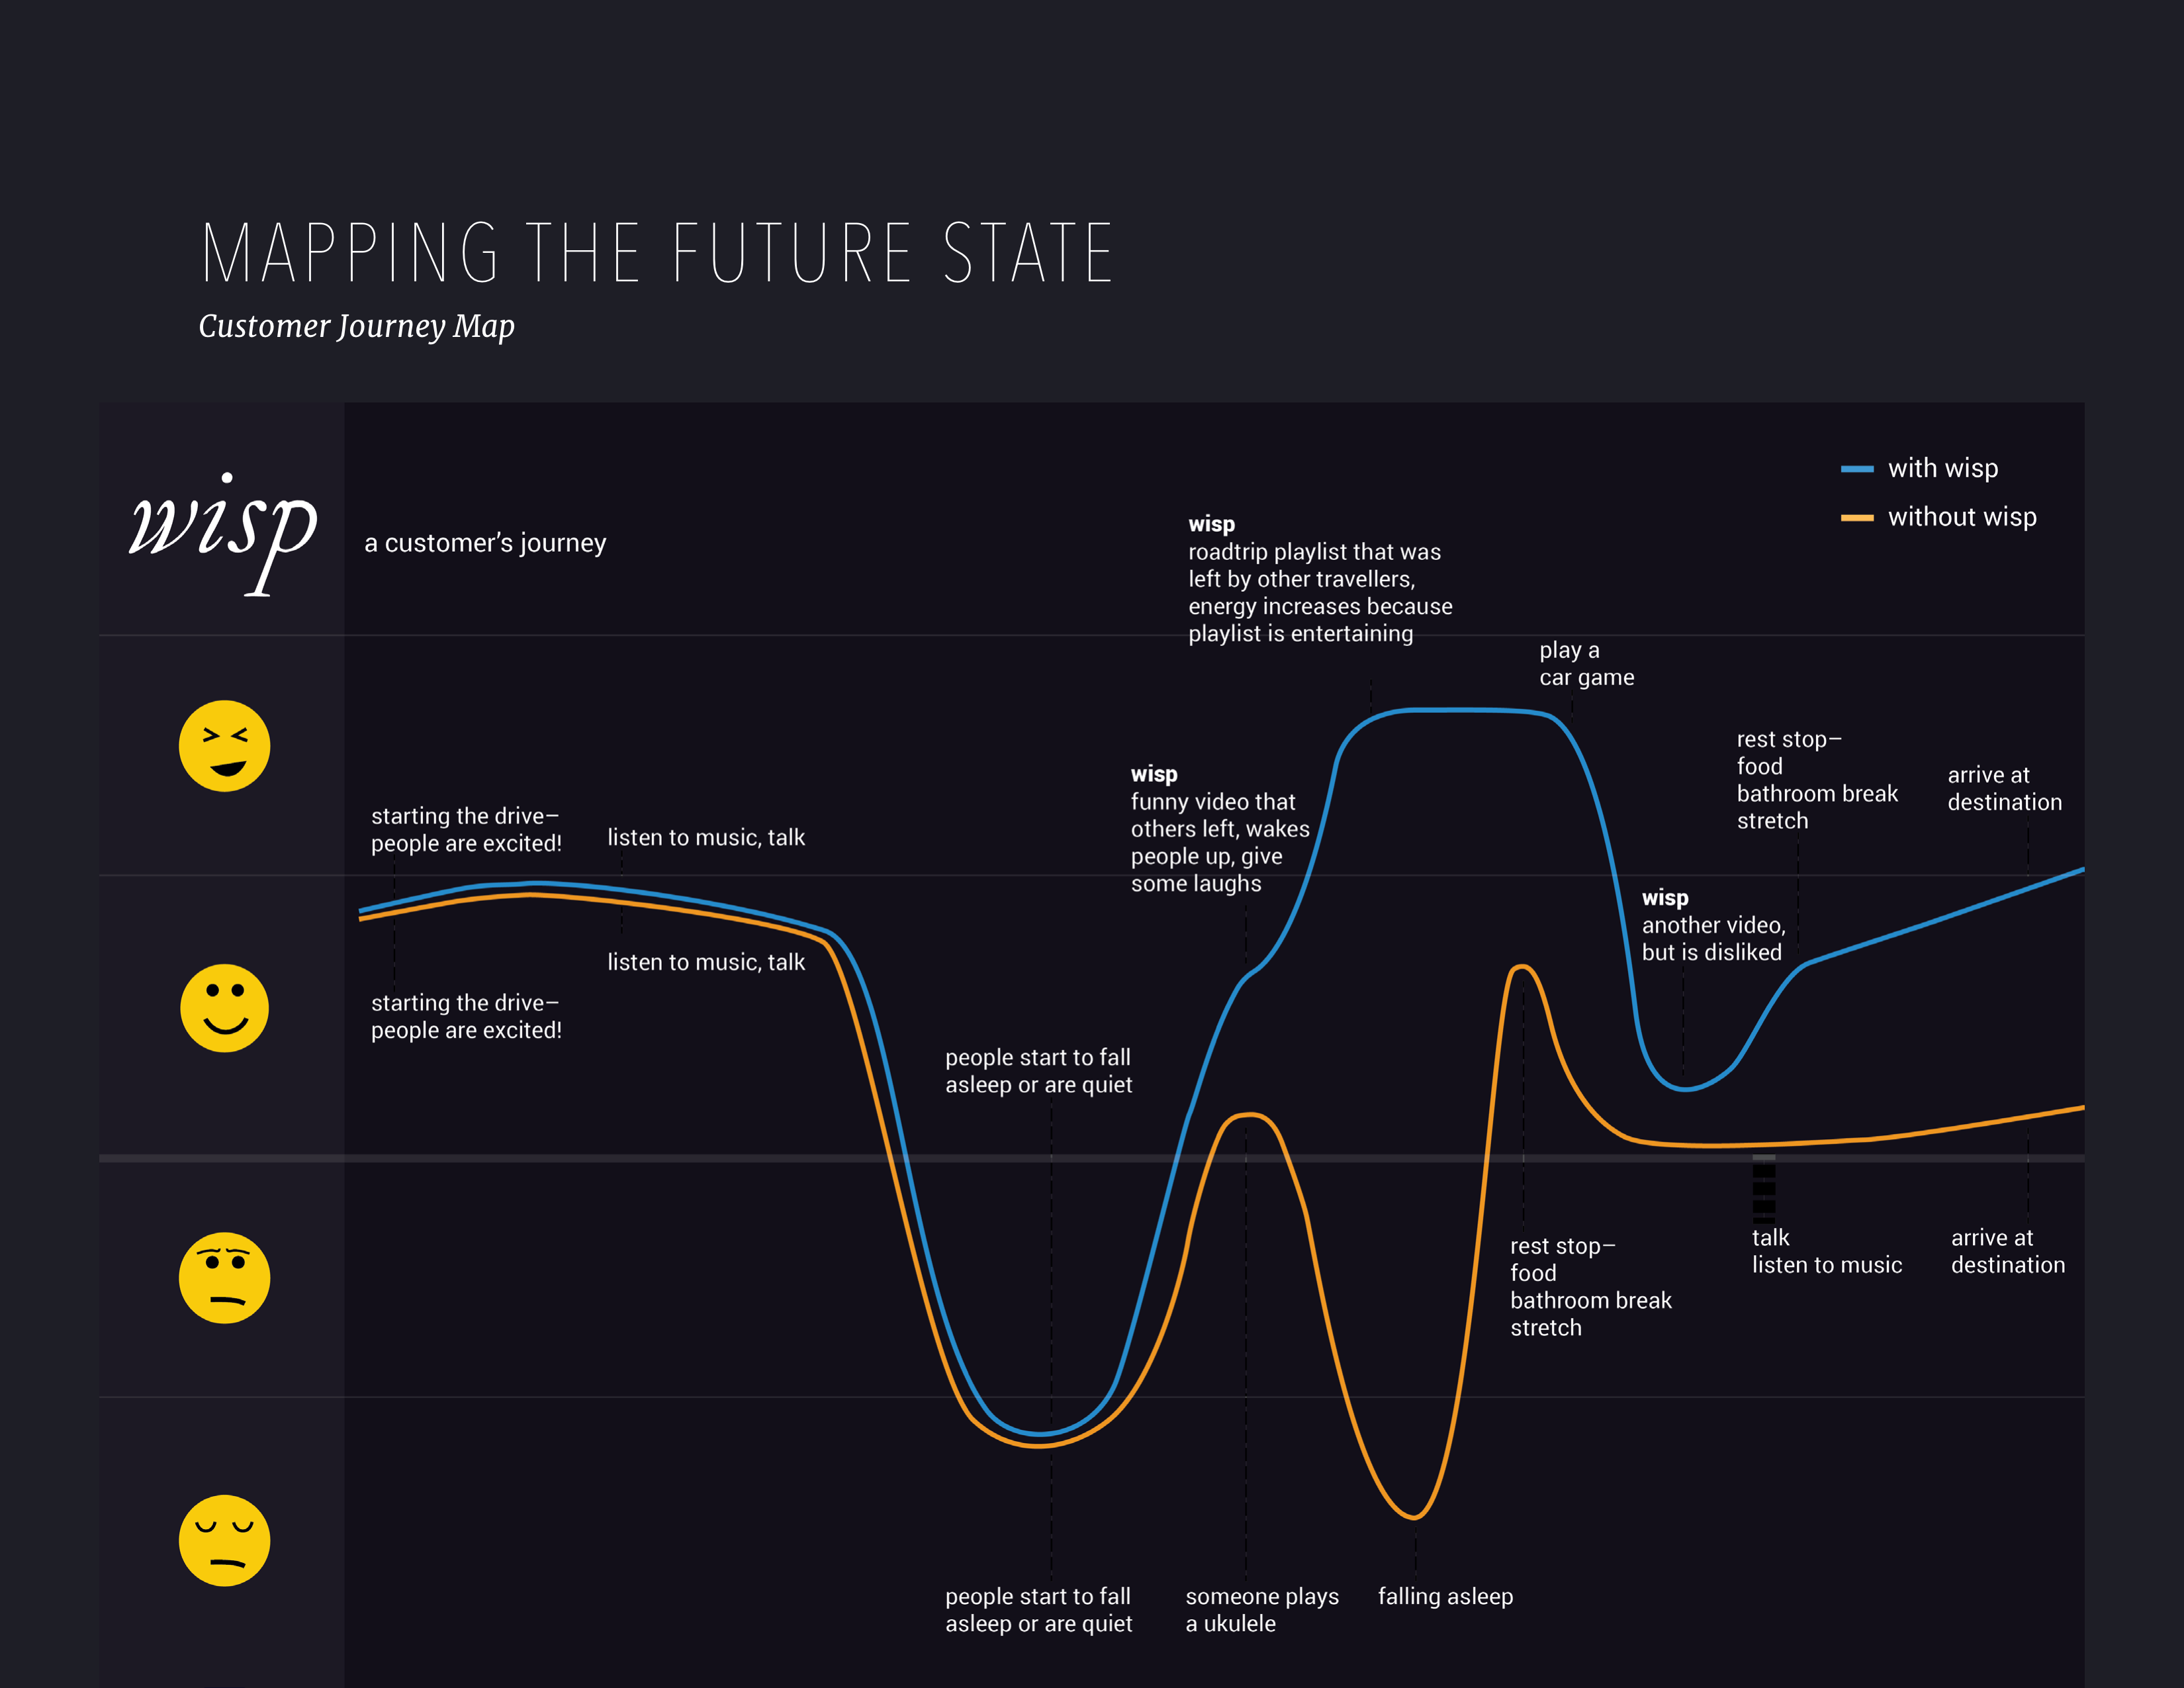 MAPPING THE FUTURE STATE
Customer Journey Map
wisp
a customer’s journey
with wisp
without wisp
wisp
roadtrip playlist that was
left by other travellers,
energy increases because
playlist is entertaining
play a
car game
rest stop–
food
bathroom break
stretch
arrive at
destination
wisp
funny video that
others left, wakes
people up, give
some laughs
starting the drive–
people are excited!
listen to music, talk
wisp
another video,
but is disliked
listen to music, talk
starting the drive–
people are excited!
people start to fall
asleep or are quiet
rest stop–
food
bathroom break
stretch
talk
listen to music
arrive at
destination
people start to fall
asleep or are quiet
someone plays
a ukulele
falling asleep